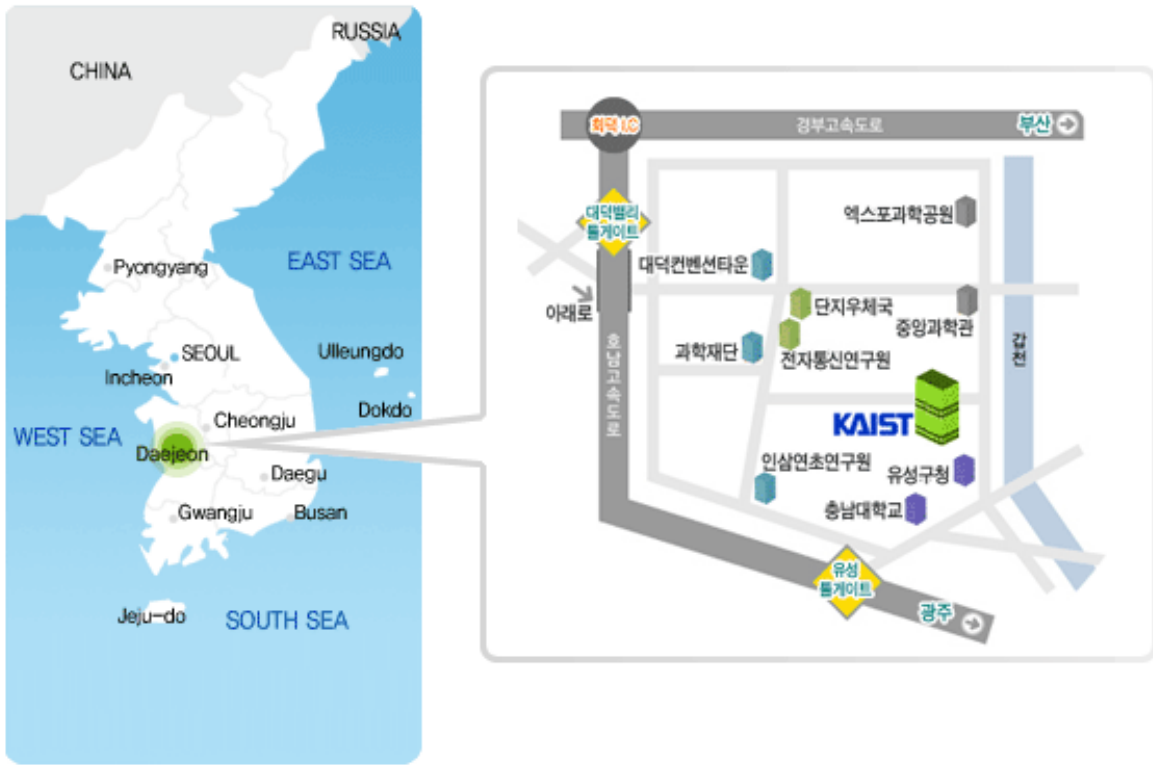 RUSSIA
CHINA
EAST SEA
Pyongyang
SEOUL
Incheon
Ulleungdo
Dokdo
Cheongju
WEST SEA
Daejeon
Daegu
Gwangju
Busan
Jeju-do
SOUTH SEA
회덕 I.C
경부고속도로
부산
대덕밸리
톨게이트
엑스포과학공원
대덕컨벤션타운
아래로
단지우체국
중앙과학관
과학재단
전자통신연구원
호남고속도로
갑천
KAIST
인삼연초연구원
유성구청
충남대학교
유성
톨게이트
광주